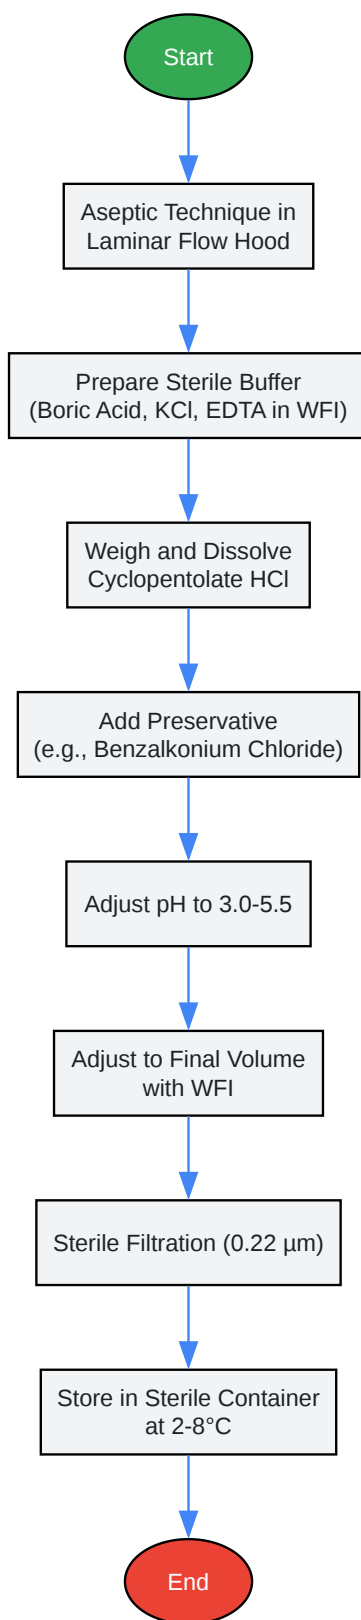 Start
Aseptic Technique in
Laminar Flow Hood
Prepare Sterile Buffer
(Boric Acid, KCl, EDTA in WFI)
Weigh and Dissolve
Cyclopentolate HCl
Add Preservative
(e.g., Benzalkonium Chloride)
Adjust pH to 3.0-5.5
Adjust to Final Volume
with WFI
Sterile Filtration (0.22 µm)
Store in Sterile Container
at 2-8°C
End